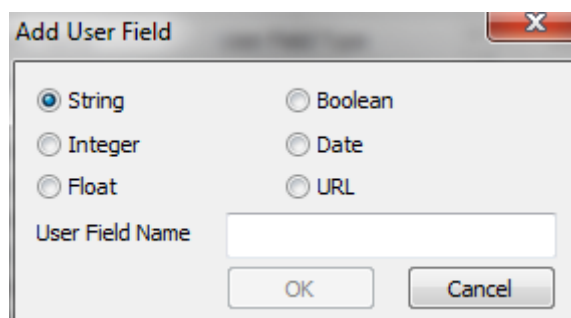 Add User Field
String Boolean
Integer Date
Float URL
User Field Name
OK Cancel